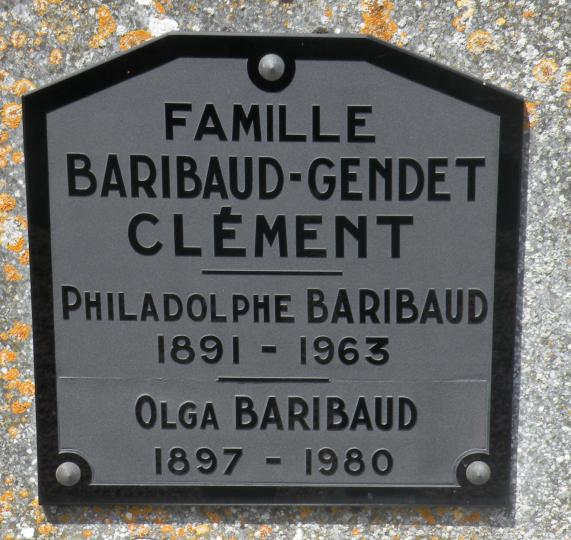 FAMILLE
BARIBAUD-GENDET
CLÉMENT
PHILADOLPHE BARIBAUD
1891 - 1963
OLGA BARIBAUD
1897 - 1980